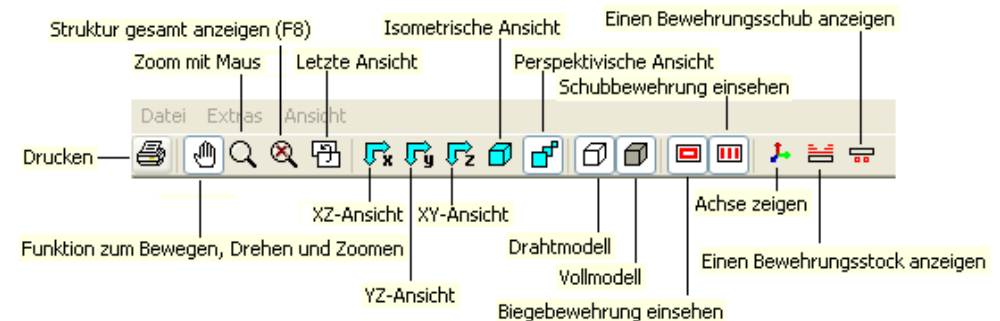 Einen Bewehrungsschub anzeigen
Struktur gesamt anzeigen (F8)
Isometrische Ansicht
Zoom mit Maus
Letzte Ansicht
Perspektivische Ansicht
Schubbewehrung einsehen
Datei Extras Ansicht
Drucken
x
y
z
XZ-Ansicht
XY-Ansicht
Achse zeigen
Funktion zum Bewegen, Drehen und Zoomen
Drahtmodell
Einen Bewehrungsstock anzeigen
Vollmodell
YZ-Ansicht
Biegebewehrung einsehen